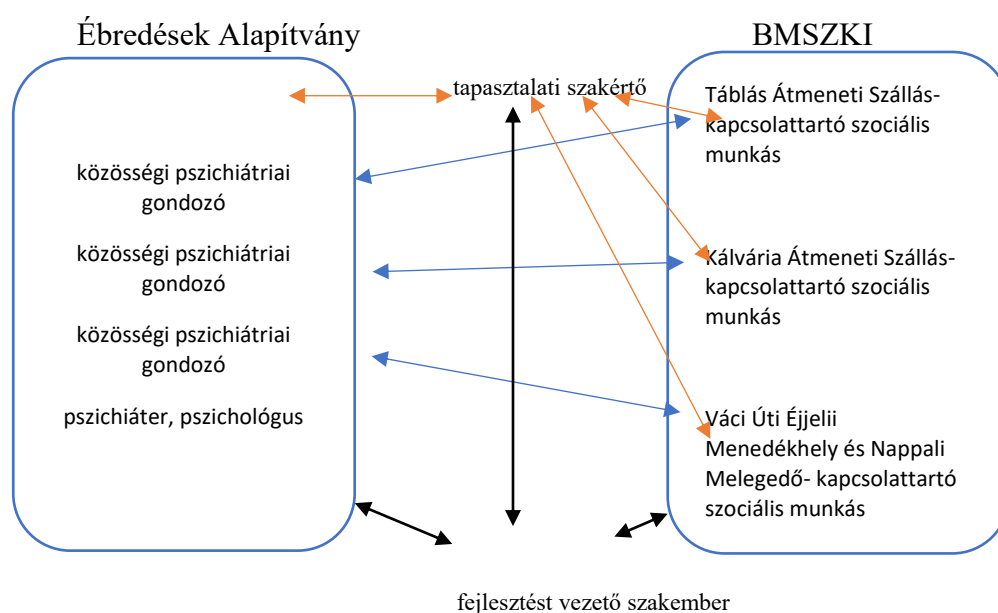 Ébredések Alapítvány
BMSZKI
tapasztalati szakértő
közösségi pszichiátriai
gondozó
közösségi pszichiátriai
gondozó
közösségi pszichiátriai
gondozó
pszichiáter, pszichológus
Táblás Átmeneti Szállás-
kapcsolattartó szociális
munkás
Kálvária Átmeneti Szállás-
kapcsolattartó szociális
munkás
Váci Úti Éjjelii
Menedékhely és Nappali
Melegedő- kapcsolattartó
szociális munkás
fejlesztést vezető szakember